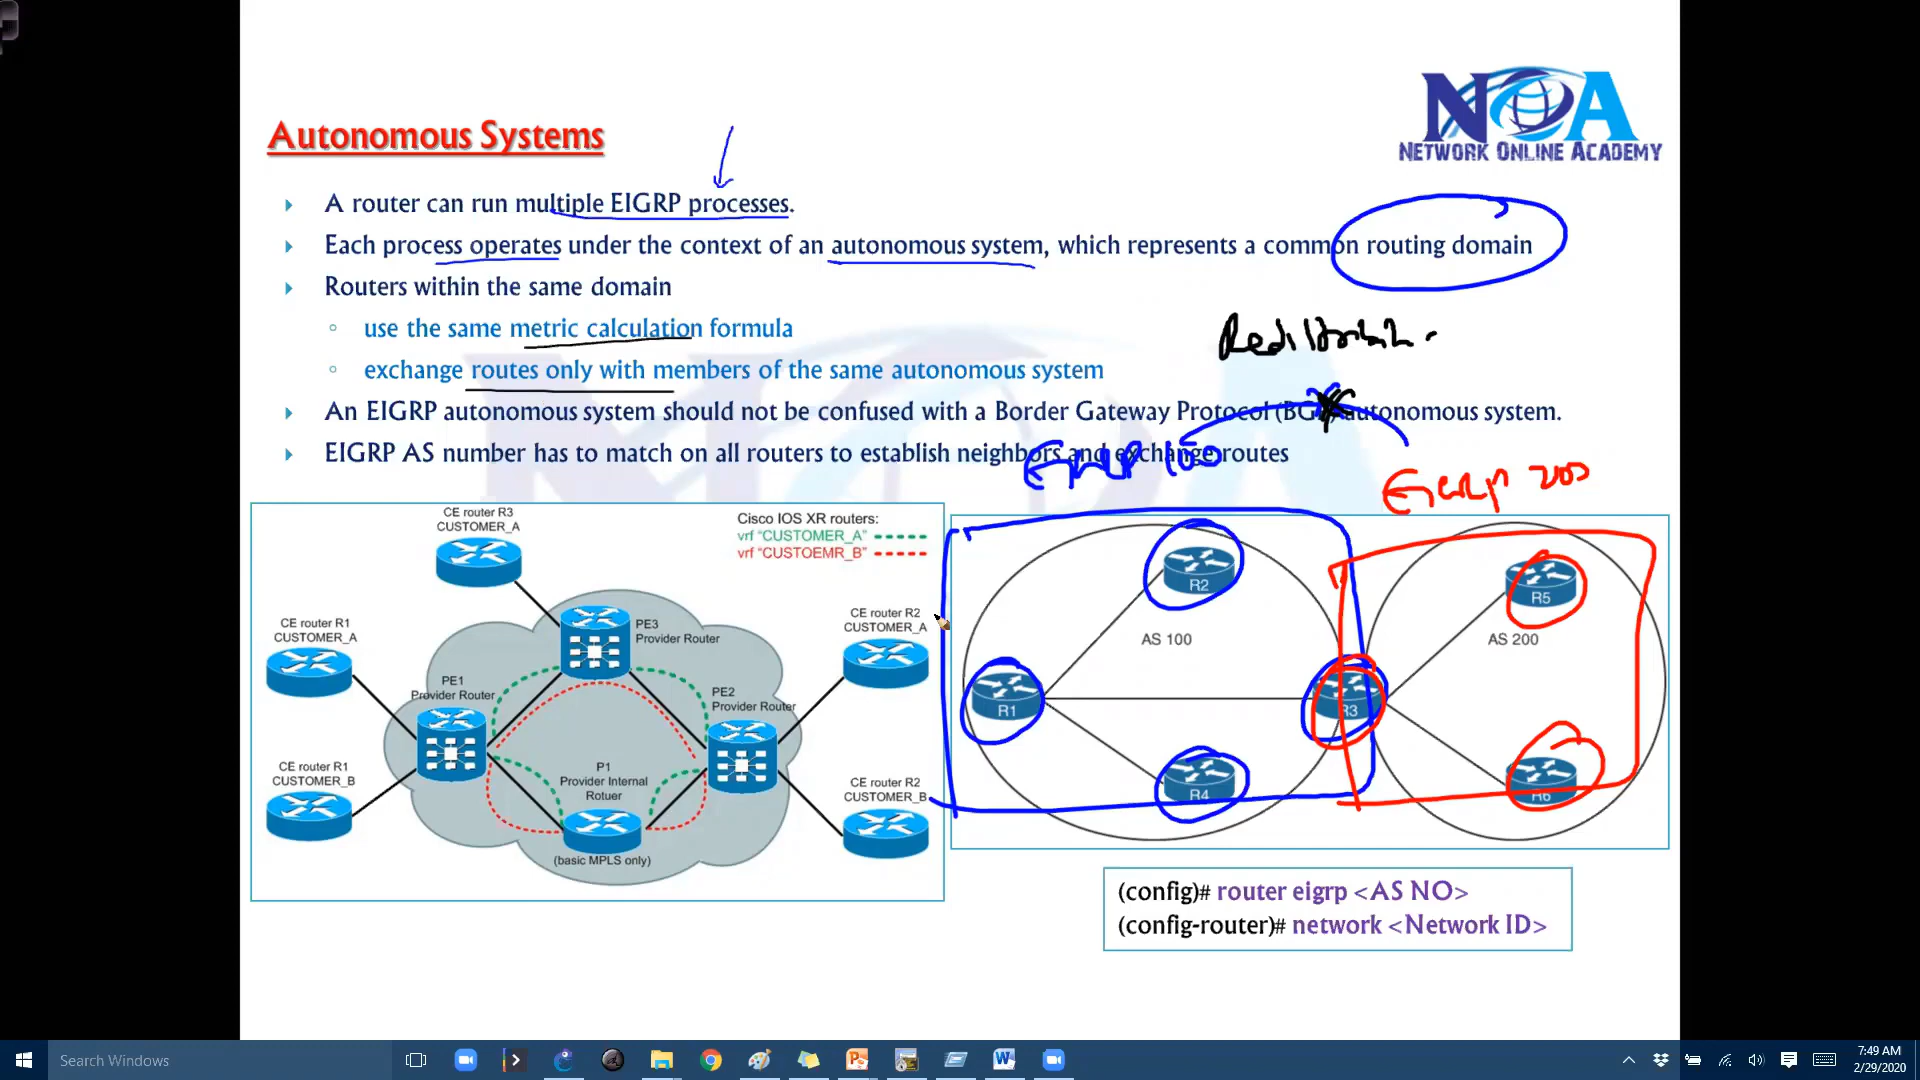 NOA
NETWORK ONLINE ACADEMY
Autonomous Systems
A router can run multiple EIGRP processes.
Each process operates under the context of an autonomous system, which represents a common routing domain
Routers within the same domain
use the same metric calculation formula
exchange routes only with members of the same autonomous system
An EIGRP autonomous system should not be confused with a Border Gateway Protocol (BGP) autonomous system.
EIGRP AS number has to match on all routers to establish neighbors and exchange routes
EIGRP 100
EIGRP 200
CE router R3
CUSTOMER_A
Cisco IOS XR routers:
vrf “CUSTOMER_A”
vrf “CUSTOEMR_B”
CE router R1
CUSTOMER_A
PE3
Provider Router
CE router R2
CUSTOMER_A
PE1
Provider Router
PE2
Provider Router
CE router R1
CUSTOMER_B
P1
Provider Internal
Rotuer
CE router R2
CUSTOMER_B
(basic MPLS only)
R2
R5
AS 100
AS 200
R1
R3
R4
R6
(config)# router eigrp <AS NO>
(config-router)# network <Network ID>
Search Windows
7:49 AM
2/29/2020